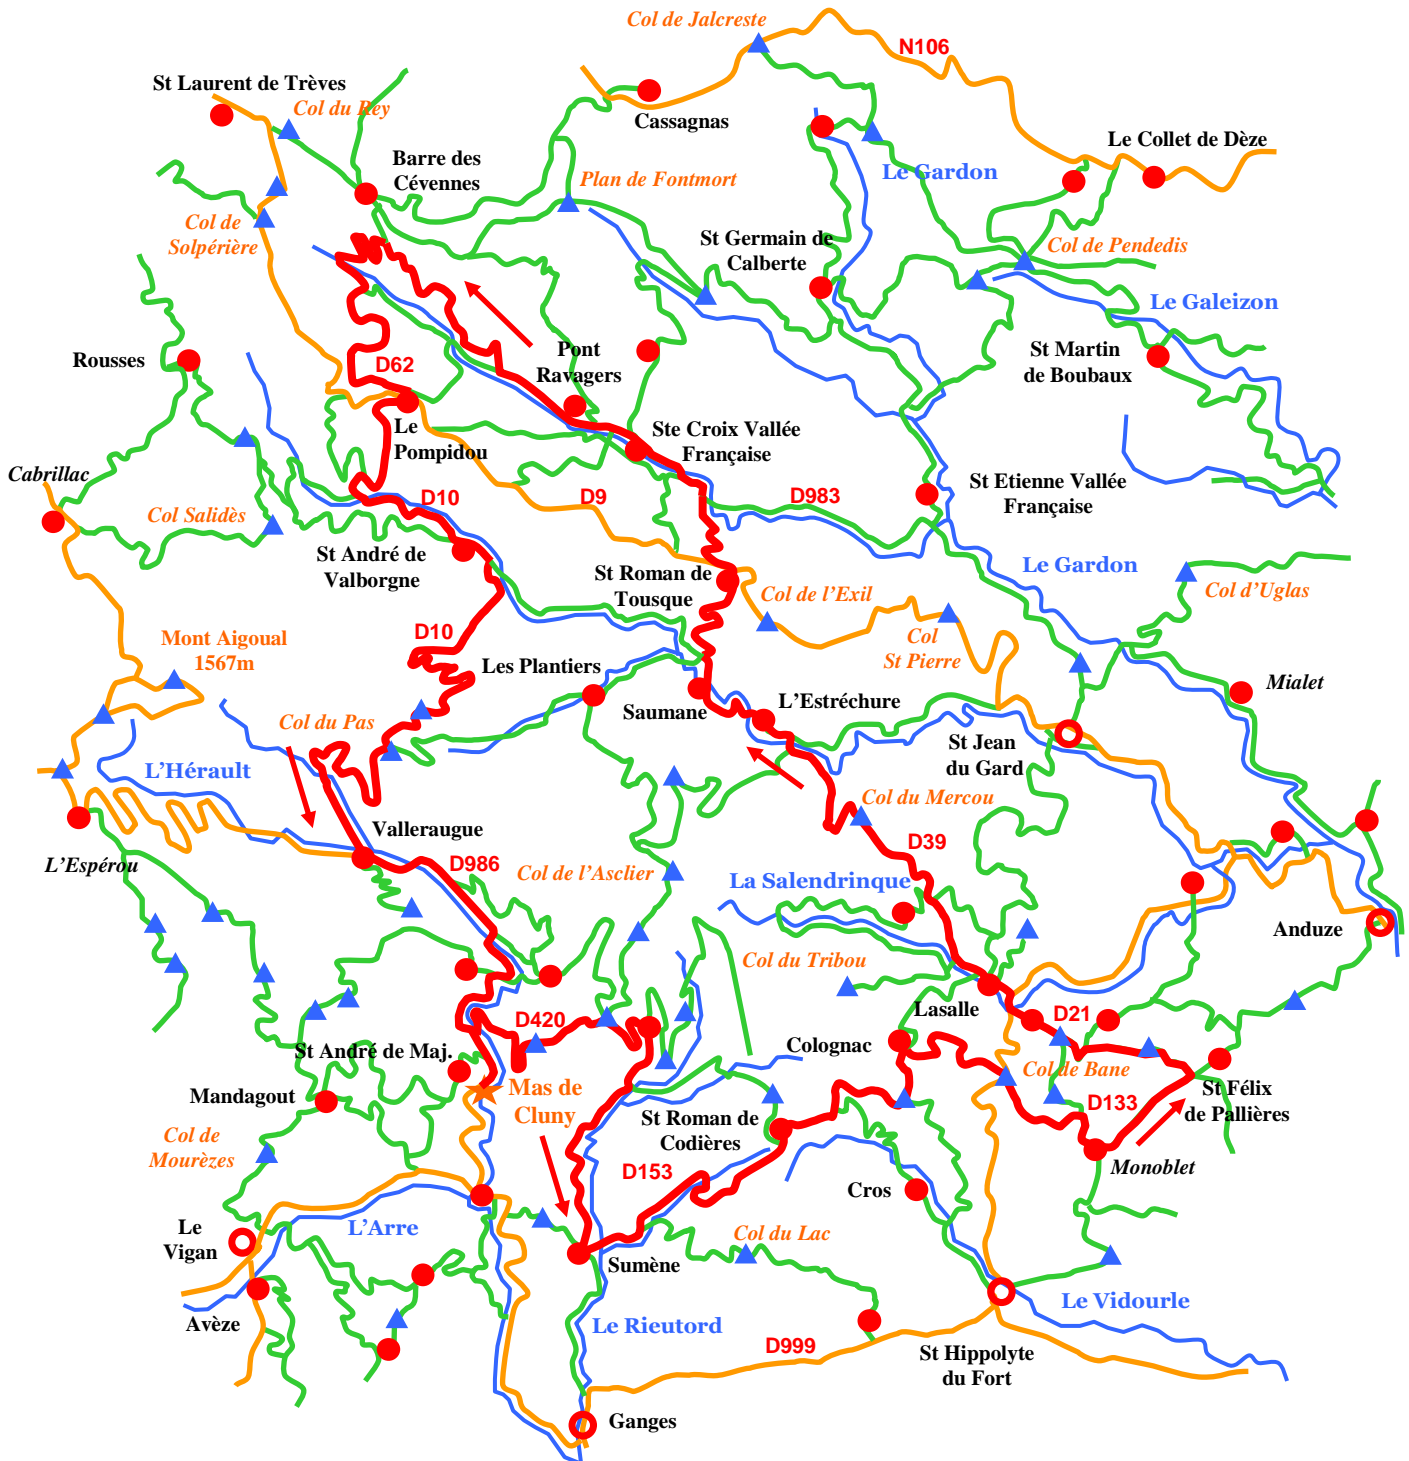 Col de Jalcreste
N106
St Laurent de Trèves
Col du Rey
Cassagnas
Le Collet de Dèze
Barre des
Cévennes
Plan de Fontmort
Le Gardon
Col de
Solpérière
St Germain de
Calberte
Col de Pendedis
Le Galeizon
Rousses
Pont
Ravagers
St Martin
de Boubaux
D62
Le
Pompidou
Ste Croix Vallée
Française
Cabrillac
D10
D9
D983
St Etienne Vallée
Française
Col Salidès
St André de
Valborgne
St Roman de
Tousque
Le Gardon
Col de l'Exil
Col d'Uglas
Mont Aigoual
1567m
D10
Les Plantiers
Col
St Pierre
Mialet
Col du Pas
Saumane
L'Estréchure
St Jean
du Gard
L'Hérault
Col du Mercou
Valleraugue
D39
L'Espérou
D986
Col de l'Asclier
La Salendrinque
Anduze
Col du Tribou
Lasalle
D21
D420
St André de Maj.
Colognac
Col de Bane
Mandagout
Mas de
Cluny
D133
St Félix
de Pallières
St Roman de
Codières
Col de
Mourèzes
D153
Monoblet
Cros
Le
Vigan
L'Arre
Col du Lac
Sumène
Avèze
Le Rieutord
Le Vidourle
D999
St Hippolyte
du Fort
Ganges